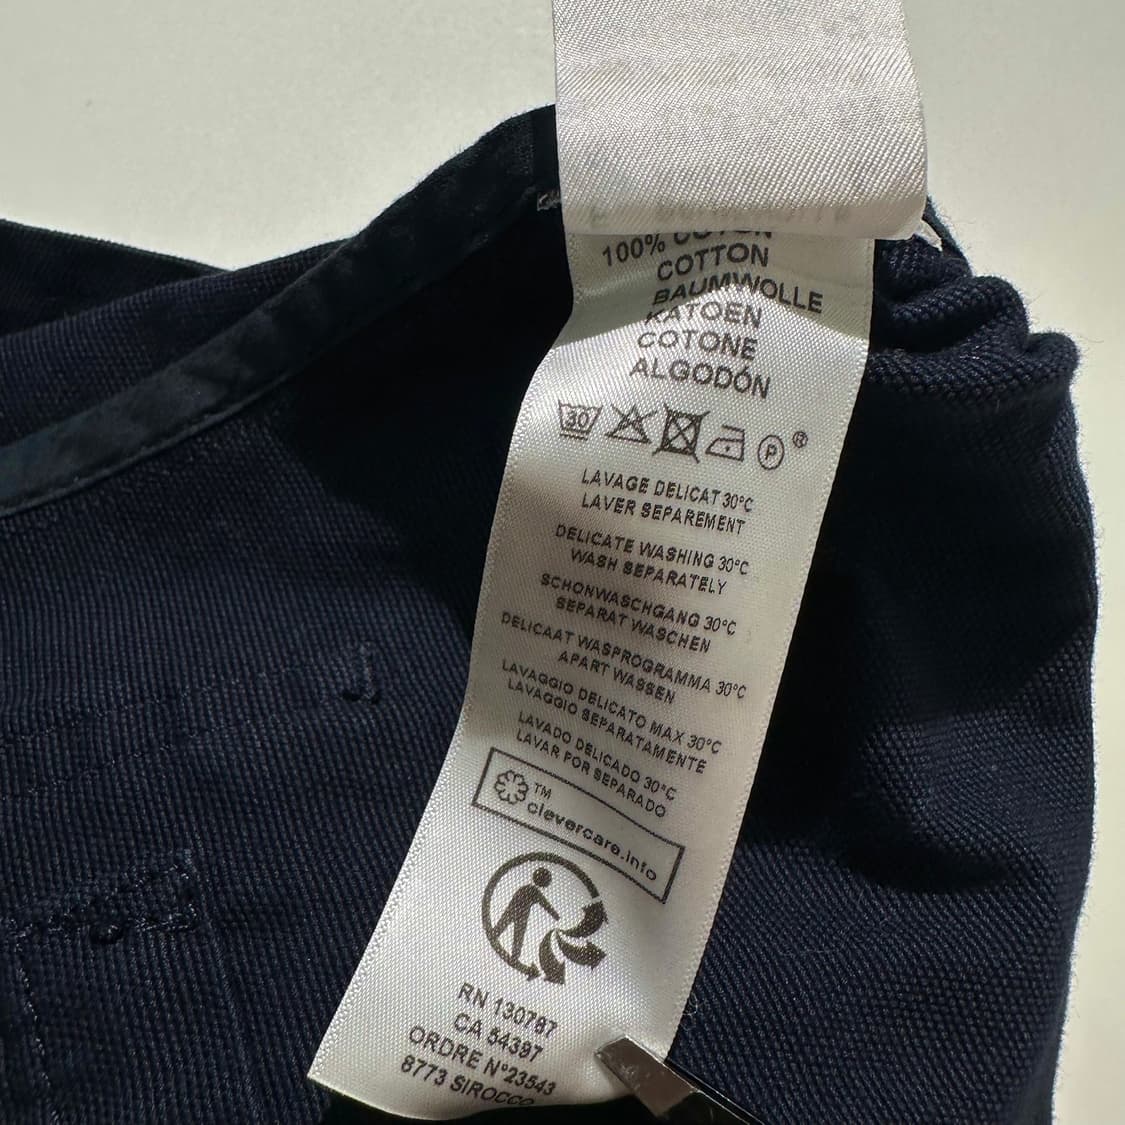 100% COTON
COTTON
BAUMWOLLE
KATOEN
COTONE
ALGODÓN
30 P ®
LAVAGE DELICAT 30°C
LAVER SEPAREMENT
DELICATE WASHING 30°C
WASH SEPARATELY
SCHONWASCHGANG 30°C
SEPARAT WASCHEN
DELICAAT WASPROGRAMMA 30°C
APART WASSEN
LAVAGGIO DELICATO MAX 30°C
LAVAGGIO SEPARATAMENTE
LAVADO DELICADO 30°C
LAVAR POR SEPARADO
TM
clevercare.info
RN 130787
CA 54397
ORDRE N°23543
8773 SIROCCO